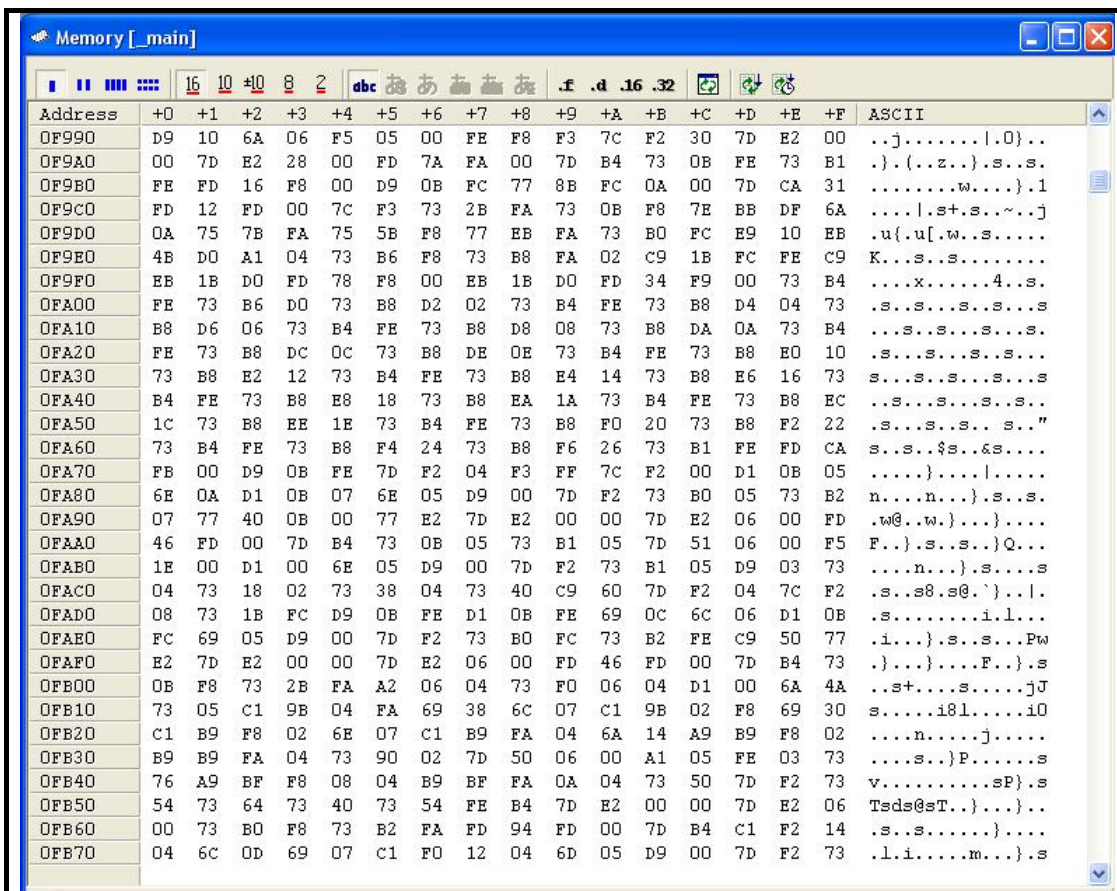 Memory [_main]
16 10 ±10 8 2 abc あ .f .d .16 .32
Address +0 +1 +2 +3 +4 +5 +6 +7 +8 +9 +A +B +C +D +E +F ASCII
0F990 D9 10 6A 06 F5 05 00 FE F8 F3 7C F2 30 7D E2 00 ..j.......|.0}..
0F9A0 00 7D E2 28 00 FD 7A FA 00 7D B4 73 0B FE 73 B1 .}.(..z..}.s..s.
0F9B0 FE FD 16 F8 00 D9 0B FC 77 8B FC 0A 00 7D CA 31 ........w....}.1
0F9C0 FD 12 FD 00 7C F3 73 2B FA 73 0B F8 7E BB DF 6A ....|.s+.s..~..j
0F9D0 0A 75 7B FA 75 5B F8 77 EB FA 73 B0 FC E9 10 EB .u{.u[.w..s.....
0F9E0 4B D0 A1 04 73 B6 F8 73 B8 FA 02 C9 1B FC FE C9 K...s..s........
0F9F0 EB 1B D0 FD 78 F8 00 EB 1B D0 FD 34 F9 00 73 B4 ....x......4..s.
0FA00 FE 73 B6 D0 73 B8 D2 02 73 B4 FE 73 B8 D4 04 73 .s..s...s..s...s
0FA10 B8 D6 06 73 B4 FE 73 B8 D8 08 73 B8 DA 0A 73 B4 ...s..s...s...s.
0FA20 FE 73 B8 DC 0C 73 B8 DE 0E 73 B4 FE 73 B8 E0 10 .s...s...s..s...
0FA30 73 B8 E2 12 73 B4 FE 73 B8 E4 14 73 B8 E6 16 73 s...s..s...s...s
0FA40 B4 FE 73 B8 E8 18 73 B8 EA 1A 73 B4 FE 73 B8 EC ..s...s...s..s..
0FA50 1C 73 B8 EE 1E 73 B4 FE 73 B8 F0 20 73 B8 F2 22 .s...s..s.. s.."
0FA60 73 B4 FE 73 B8 F4 24 73 B8 F6 26 73 B1 FE FD CA s..s..$s..&s....
0FA70 FB 00 D9 0B FE 7D F2 04 F3 FF 7C F2 00 D1 0B 05 .....}....|.....
0FA80 6E 0A D1 0B 07 6E 05 D9 00 7D F2 73 B0 05 73 B2 n....n...}.s..s.
0FA90 07 77 40 0B 00 77 E2 7D E2 00 00 7D E2 06 00 FD .w@..w.}...}....
0FAA0 46 FD 00 7D B4 73 0B 05 73 B1 05 7D 51 06 00 F5 F..}.s..s..}Q...
0FAB0 1E 00 D1 00 6E 05 D9 00 7D F2 73 B1 05 D9 03 73 ....n...}.s....s
0FAC0 04 73 18 02 73 38 04 73 40 C9 60 7D F2 04 7C F2 .s..s8.s@.`}..|.
0FAD0 08 73 1B FC D9 0B FE D1 0B FE 69 0C 6C 06 D1 0B .s........i.l...
0FAE0 FC 69 05 D9 00 7D F2 73 B0 FC 73 B2 FE C9 50 77 .i...}.s..s...Pw
0FAF0 E2 7D E2 00 00 7D E2 06 00 FD 46 FD 00 7D B4 73 .}...}....F..}.s
0FB00 0B F8 73 2B FA A2 06 04 73 F0 06 04 D1 00 6A 4A ..s+....s.....jJ
0FB10 73 05 C1 9B 04 FA 69 38 6C 07 C1 9B 02 F8 69 30 s.....i8l.....i0
0FB20 C1 B9 F8 02 6E 07 C1 B9 FA 04 6A 14 A9 B9 F8 02 ....n.....j.....
0FB30 B9 B9 FA 04 73 90 02 7D 50 06 00 A1 05 FE 03 73 ....s..}P......s
0FB40 76 A9 BF F8 08 04 B9 BF FA 0A 04 73 50 7D F2 73 v..........sP}.s
0FB50 54 73 64 73 40 73 54 FE B4 7D E2 00 00 7D E2 06 Tsds@sT..}...}..
0FB60 00 73 B0 F8 73 B2 FA FD 94 FD 00 7D B4 C1 F2 14 .s..s......}....
0FB70 04 6C 0D 69 07 C1 F0 12 04 6D 05 D9 00 7D F2 73 .l.i.....m...}.s